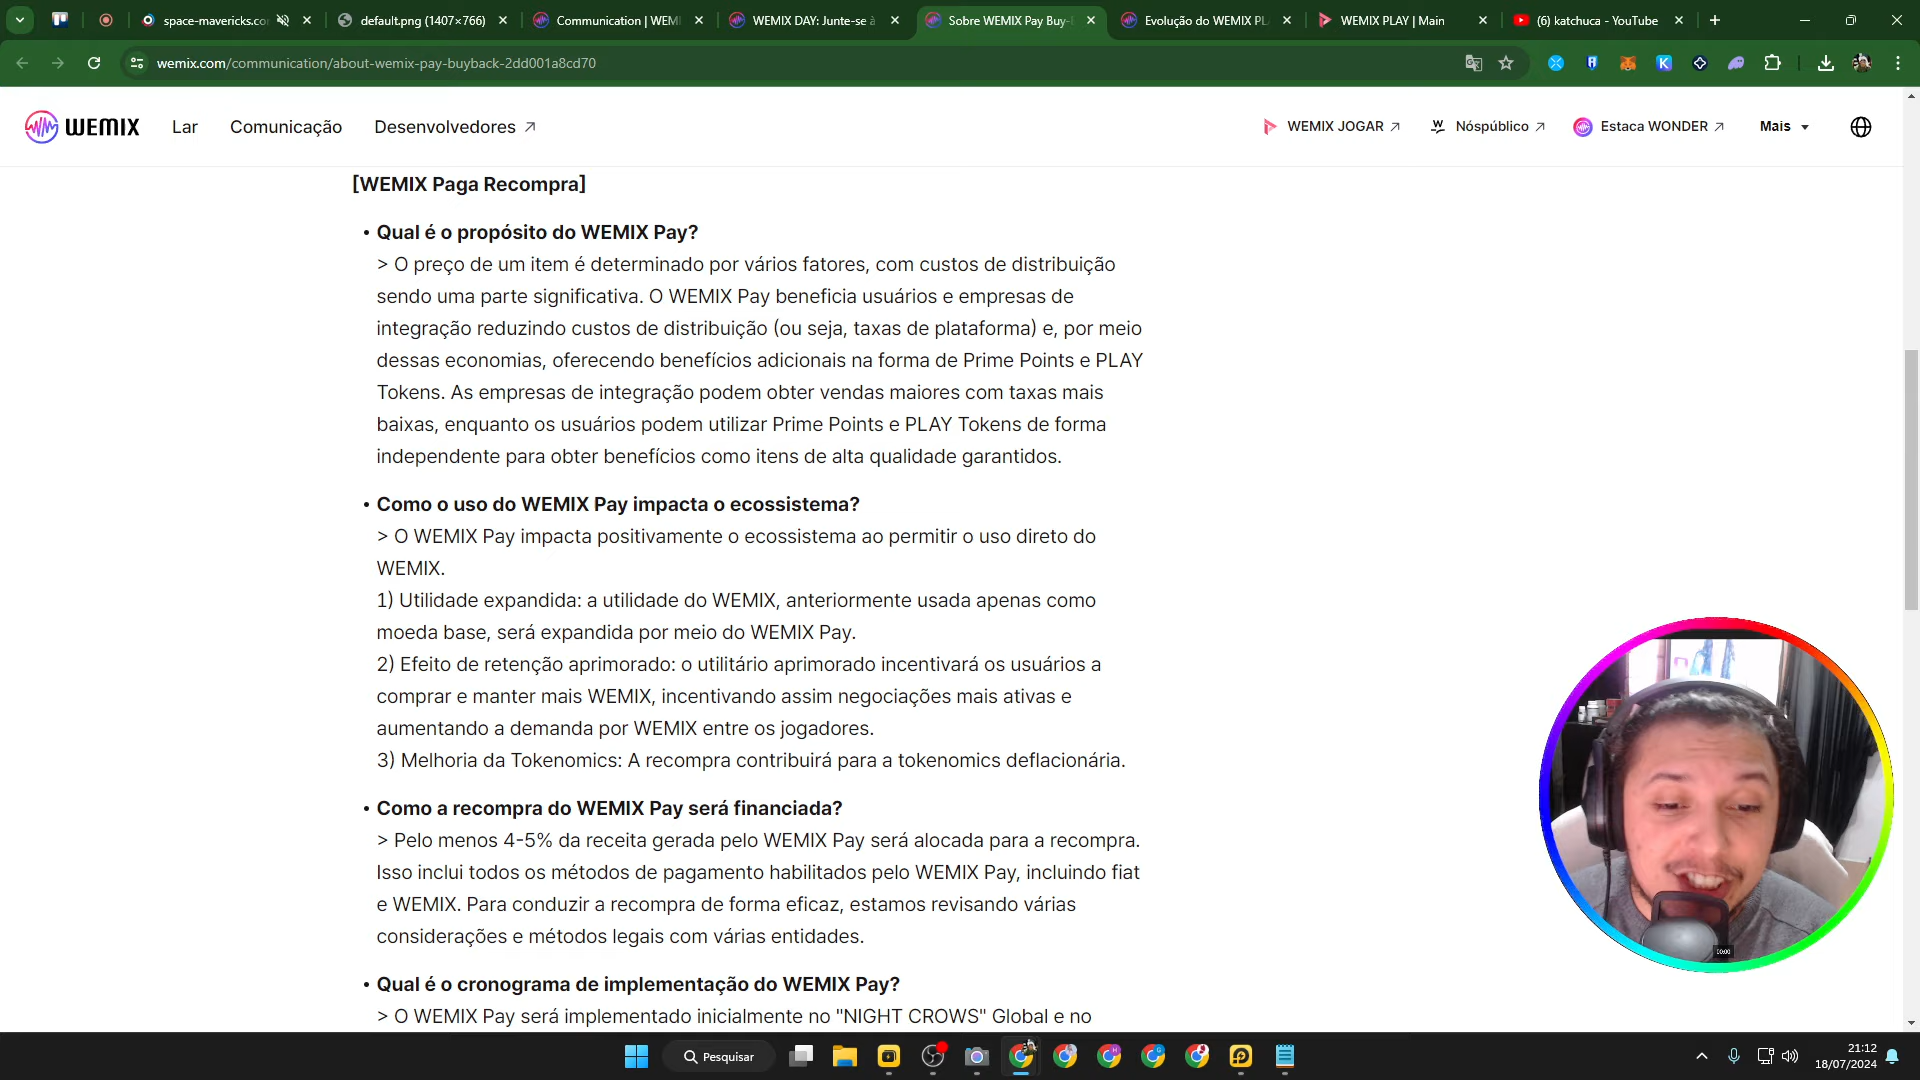 space-mavericks.co
default.png (1407×766)
Communication | WEMI
WEMIX DAY: Junte-se à
Sobre WEMIX Pay Buy-
Evolução do WEMIX PL
WEMIX PLAY | Main
(6) katchuca - YouTube
wemix.com/communication/about-wemix-pay-buyback-2dd001a8cd70
WEMIX
Lar
Comunicação
Desenvolvedores
WEMIX JOGAR
Nóspúblico
Estaca WONDER
Mais
[WEMIX Paga Recompra]
• Qual é o propósito do WEMIX Pay?
> O preço de um item é determinado por vários fatores, com custos de distribuição
sendo uma parte significativa. O WEMIX Pay beneficia usuários e empresas de
integração reduzindo custos de distribuição (ou seja, taxas de plataforma) e, por meio
dessas economias, oferecendo benefícios adicionais na forma de Prime Points e PLAY
Tokens. As empresas de integração podem obter vendas maiores com taxas mais
baixas, enquanto os usuários podem utilizar Prime Points e PLAY Tokens de forma
independente para obter benefícios como itens de alta qualidade garantidos.
• Como o uso do WEMIX Pay impacta o ecossistema?
> O WEMIX Pay impacta positivamente o ecossistema ao permitir o uso direto do
WEMIX.
1) Utilidade expandida: a utilidade do WEMIX, anteriormente usada apenas como
moeda base, será expandida por meio do WEMIX Pay.
2) Efeito de retenção aprimorado: o utilitário aprimorado incentivará os usuários a
comprar e manter mais WEMIX, incentivando assim negociações mais ativas e
aumentando a demanda por WEMIX entre os jogadores.
3) Melhoria da Tokenomics: A recompra contribuirá para a tokenomics deflacionária.
• Como a recompra do WEMIX Pay será financiada?
> Pelo menos 4-5% da receita gerada pelo WEMIX Pay será alocada para a recompra.
Isso inclui todos os métodos de pagamento habilitados pelo WEMIX Pay, incluindo fiat
e WEMIX. Para conduzir a recompra de forma eficaz, estamos revisando várias
considerações e métodos legais com várias entidades.
• Qual é o cronograma de implementação do WEMIX Pay?
> O WEMIX Pay será implementado inicialmente no "NIGHT CROWS" Global e no
00:00
Pesquisar
21:12
18/07/2024